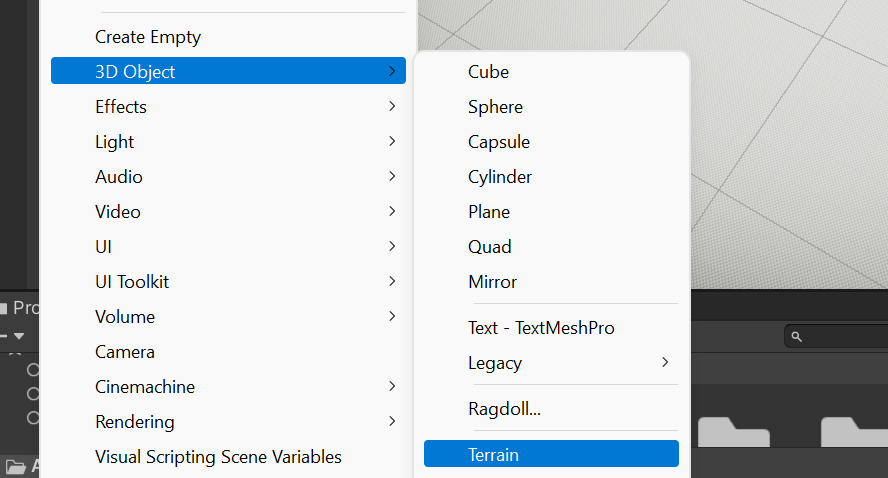 Create Empty
3D Object
Effects
Light
Audio
Video
UI
UI Toolkit
Volume
Camera
Cinemachine
Rendering
Visual Scripting Scene Variables
Cube
Sphere
Capsule
Cylinder
Plane
Quad
Mirror
Text - TextMeshPro
Legacy
Ragdoll...
Terrain
Pro
A